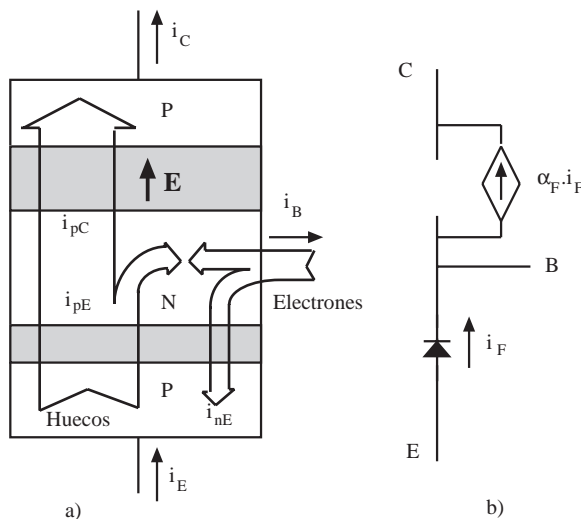 i_C
P
E
i_pC
i_B
i_pE
N
Electrones
P
Huecos
i_nE
i_E
a)
C
α_F.i_F
B
i_F
E
b)